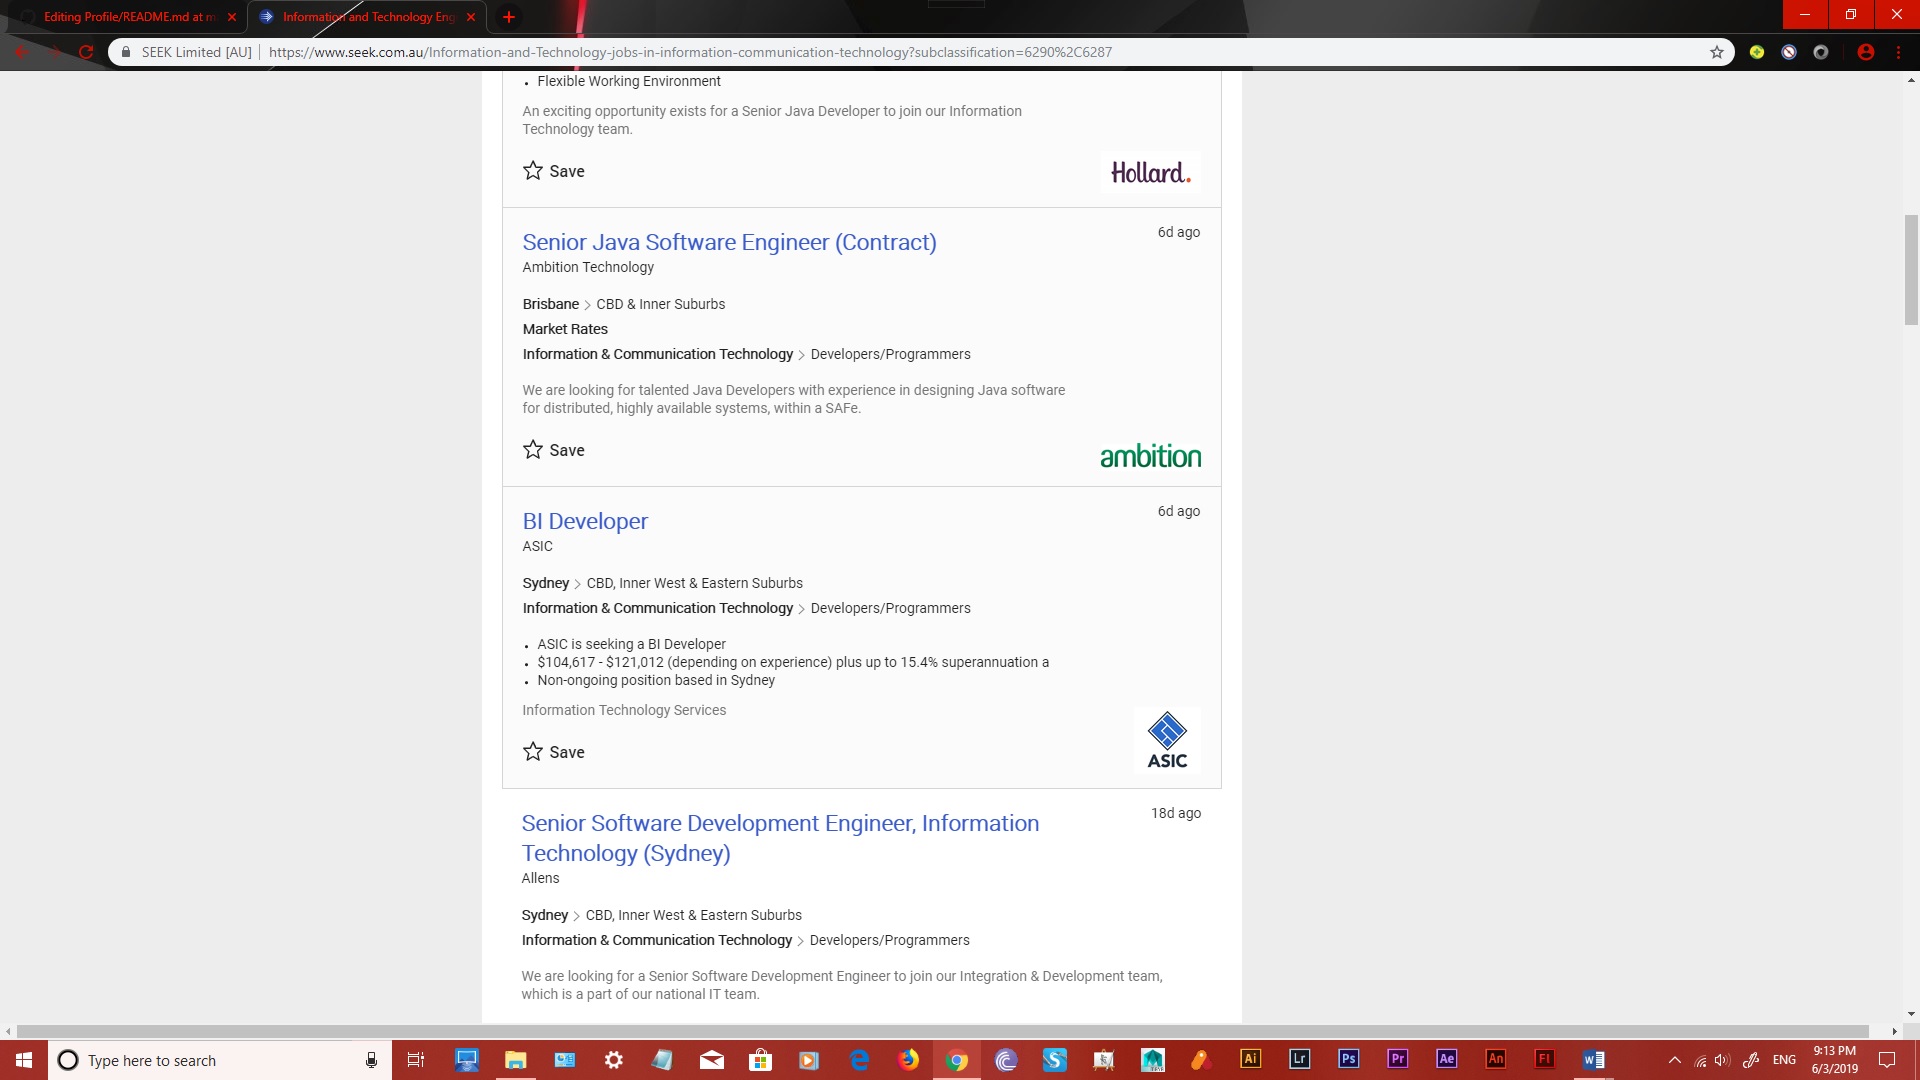 Editing Profile/README.md at m
Information and Technology Eng
SEEK Limited [AU]
https://www.seek.com.au/Information-and-Technology-jobs-in-information-communication-technology?subclassification=6290%2C6287
• Flexible Working Environment
An exciting opportunity exists for a Senior Java Developer to join our Information
Technology team.
Save
Hollard.
Senior Java Software Engineer (Contract)
6d ago
Ambition Technology
Brisbane > CBD & Inner Suburbs
Market Rates
Information & Communication Technology > Developers/Programmers
We are looking for talented Java Developers with experience in designing Java software
for distributed, highly available systems, within a SAFe.
Save
ambition
BI Developer
6d ago
ASIC
Sydney > CBD, Inner West & Eastern Suburbs
Information & Communication Technology > Developers/Programmers
• ASIC is seeking a BI Developer
• $104,617 - $121,012 (depending on experience) plus up to 15.4% superannuation a
• Non-ongoing position based in Sydney
Information Technology Services
Save
ASIC
Senior Software Development Engineer, Information
Technology (Sydney)
18d ago
Allens
Sydney > CBD, Inner West & Eastern Suburbs
Information & Communication Technology > Developers/Programmers
We are looking for a Senior Software Development Engineer to join our Integration & Development team,
which is a part of our national IT team.
Type here to search
Ai
Lr
Ps
Pr
Ae
An
Fl
ENG
9:13 PM
6/3/2019